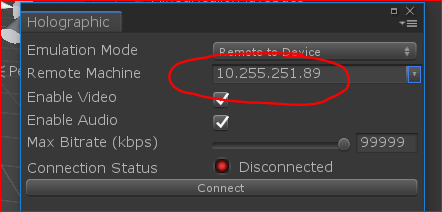 Holographic
Emulation Mode Remote to Device
Remote Machine 10.255.251.89
Enable Video
Enable Audio
Max Bitrate (kbps) 99999
Connection Status Disconnected
Connect